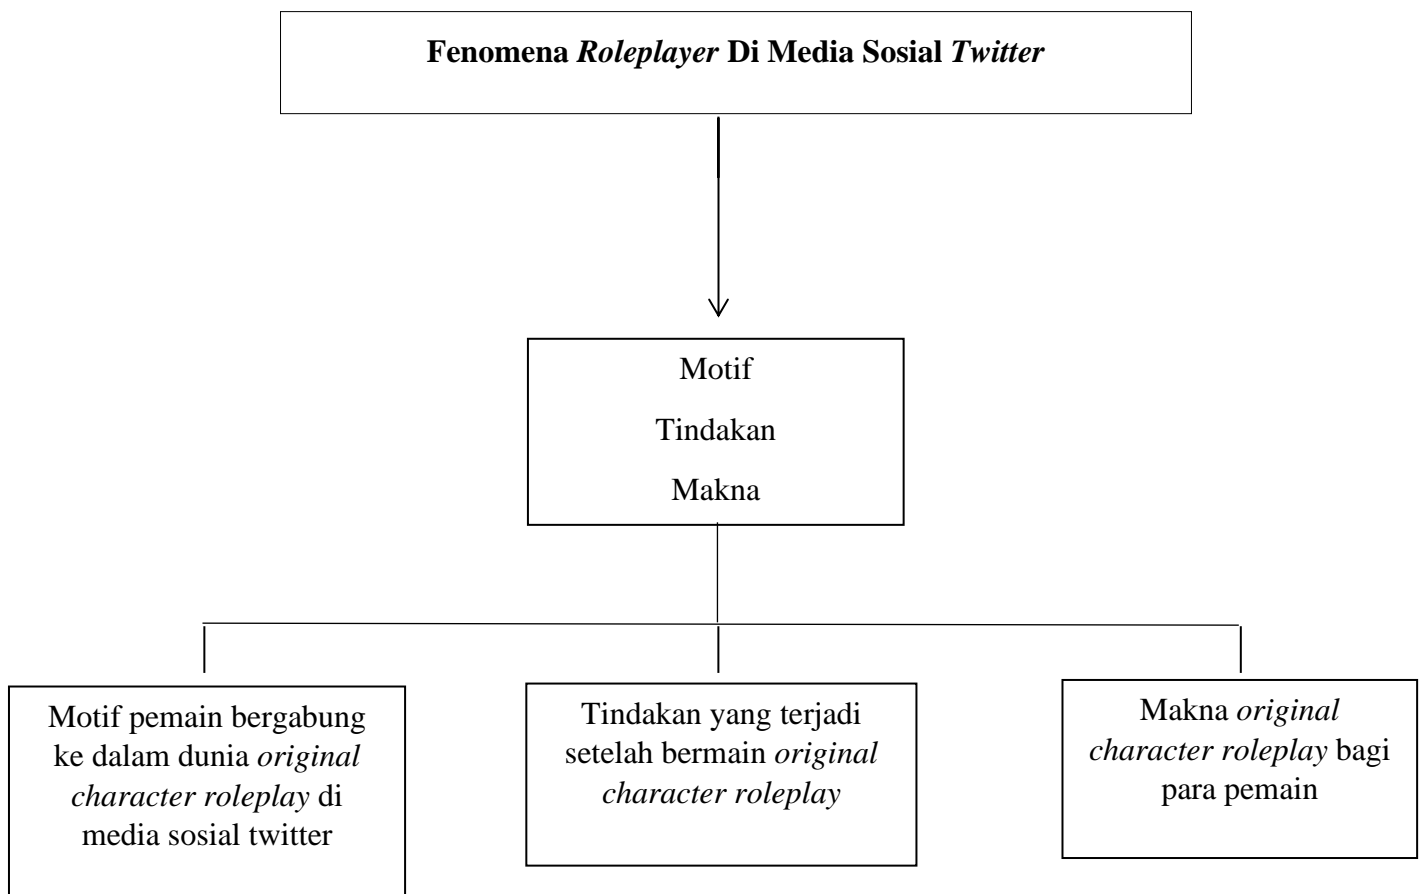 Fenomena Roleplayer Di Media Sosial Twitter
Motif
Tindakan
Makna
Motif pemain bergabung
ke dalam dunia original
character roleplay di
media sosial twitter
Tindakan yang terjadi
setelah bermain original
character roleplay
Makna original
character roleplay bagi
para pemain